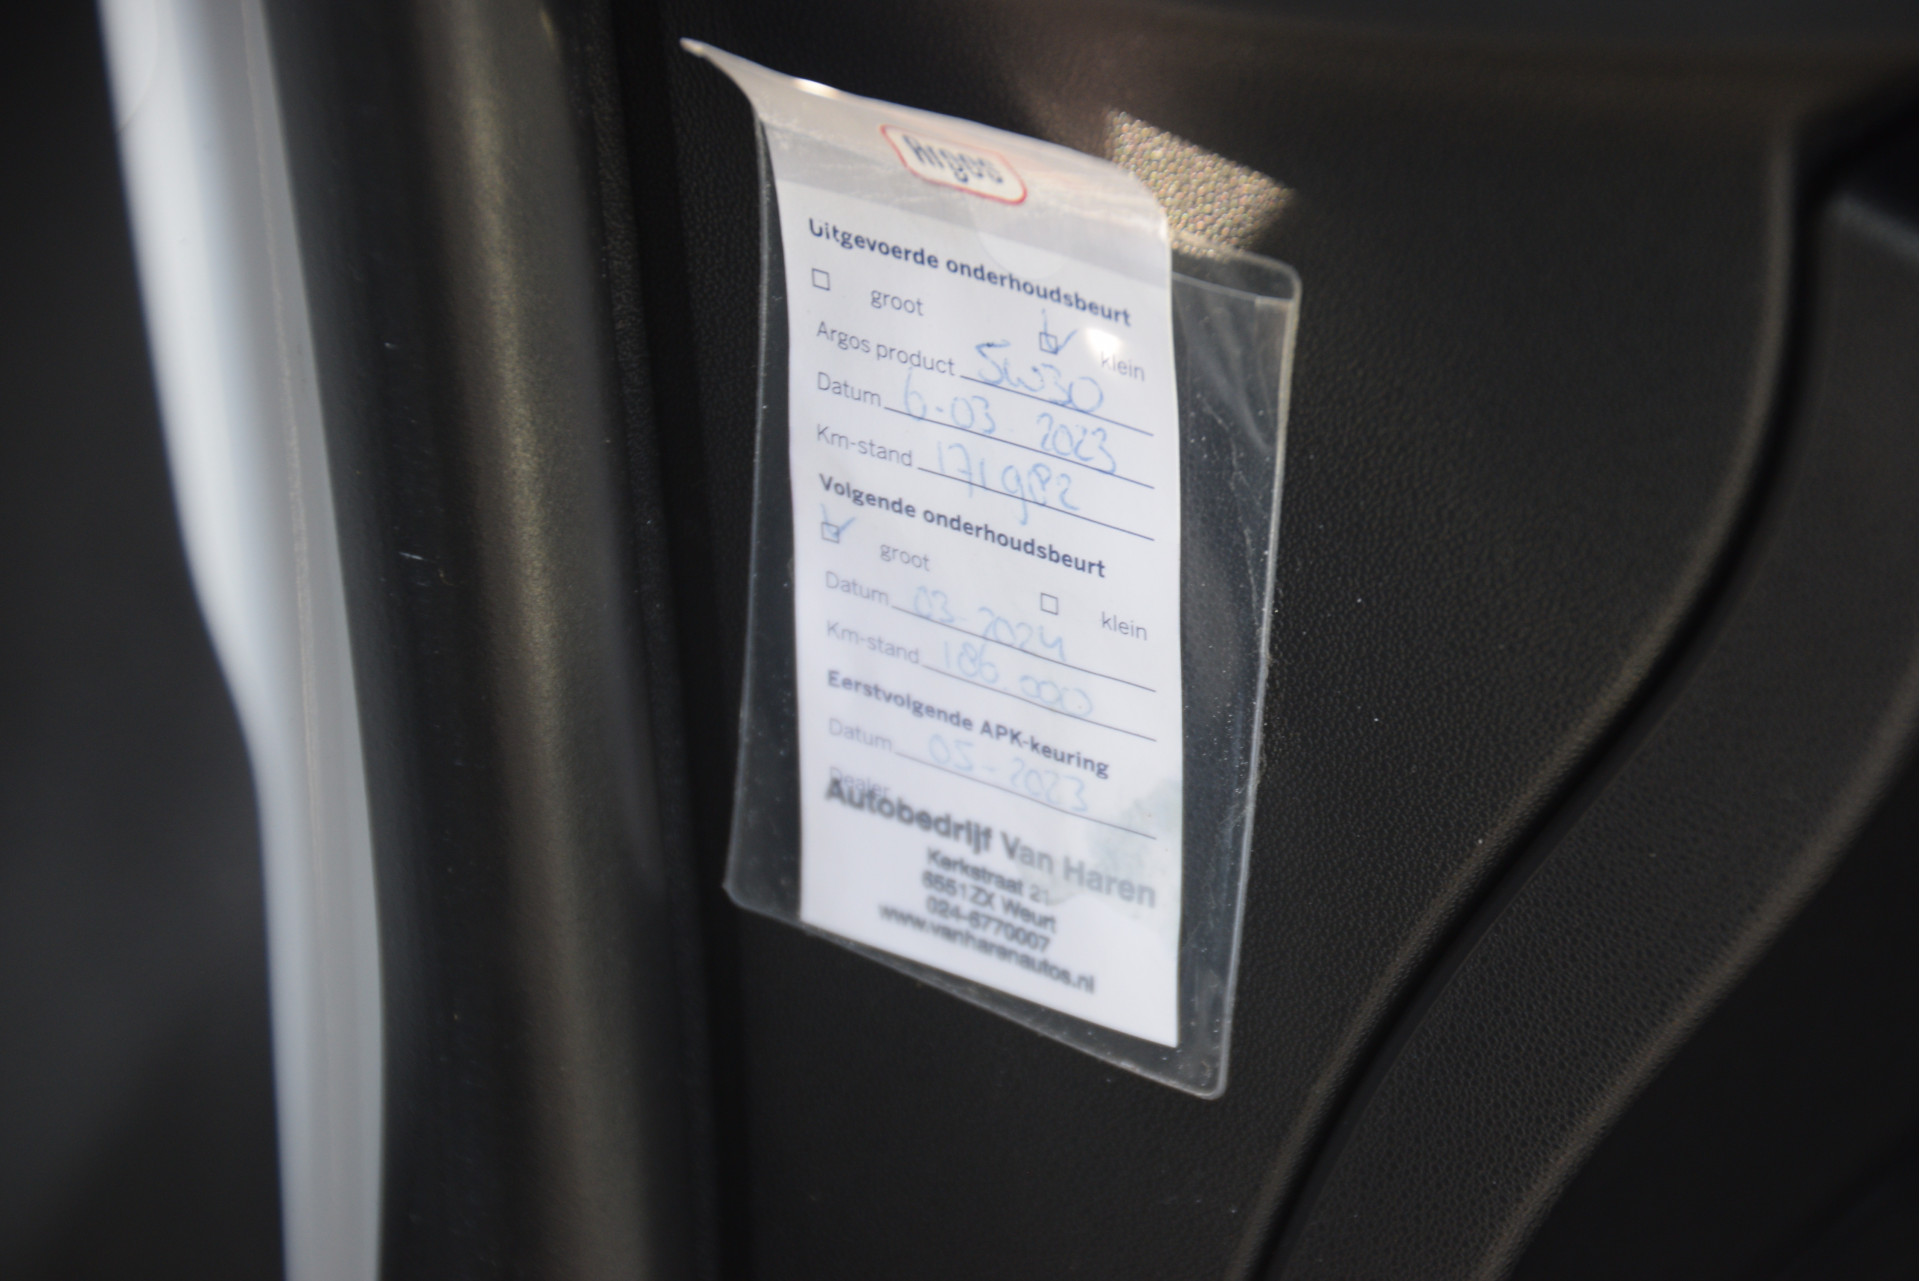 Argos
Uitgevoerde onderhoudsbeurt
groot klein
Argos product 5W30
Datum 6-03 2023
Km-stand 171982
Volgende onderhoudsbeurt
groot klein
Datum 03-2024
Km-stand 186 000
Eerstvolgende APK-keuring
Datum 05-2023
Dealer
Autobedrijf Van Haren
Kerkstraat 21
6551ZX Weurt
024-6770007
www.vanharenautos.nl